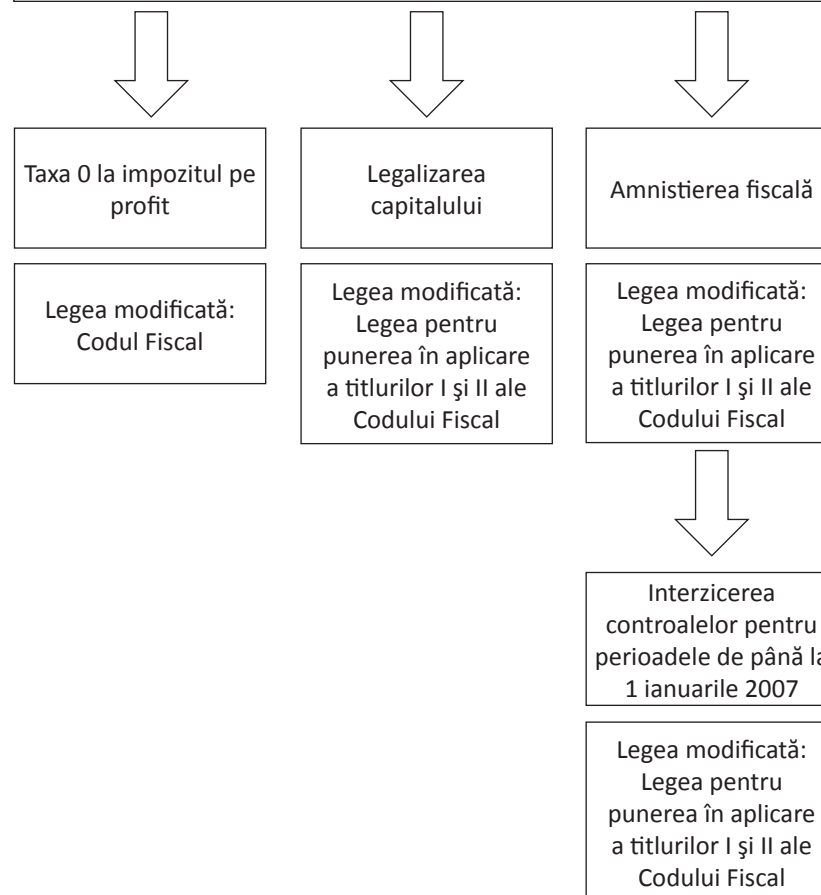 Taxa 0 la impozitul pe
profit
Legea modificată:
Codul Fiscal
Legalizarea
capitalului
Legea modificată:
Legea pentru
punerea în aplicare
a titlurilor I şi II ale
Codului Fiscal
Amnistierea fiscală
Legea modificată:
Legea pentru
punerea în aplicare
a titlurilor I şi II ale
Codului Fiscal
Interzicerea
controalelor pentru
perioadele de până la
1 ianuarile 2007
Legea modificată:
Legea pentru
punerea în aplicare
a titlurilor I şi II ale
Codului Fiscal